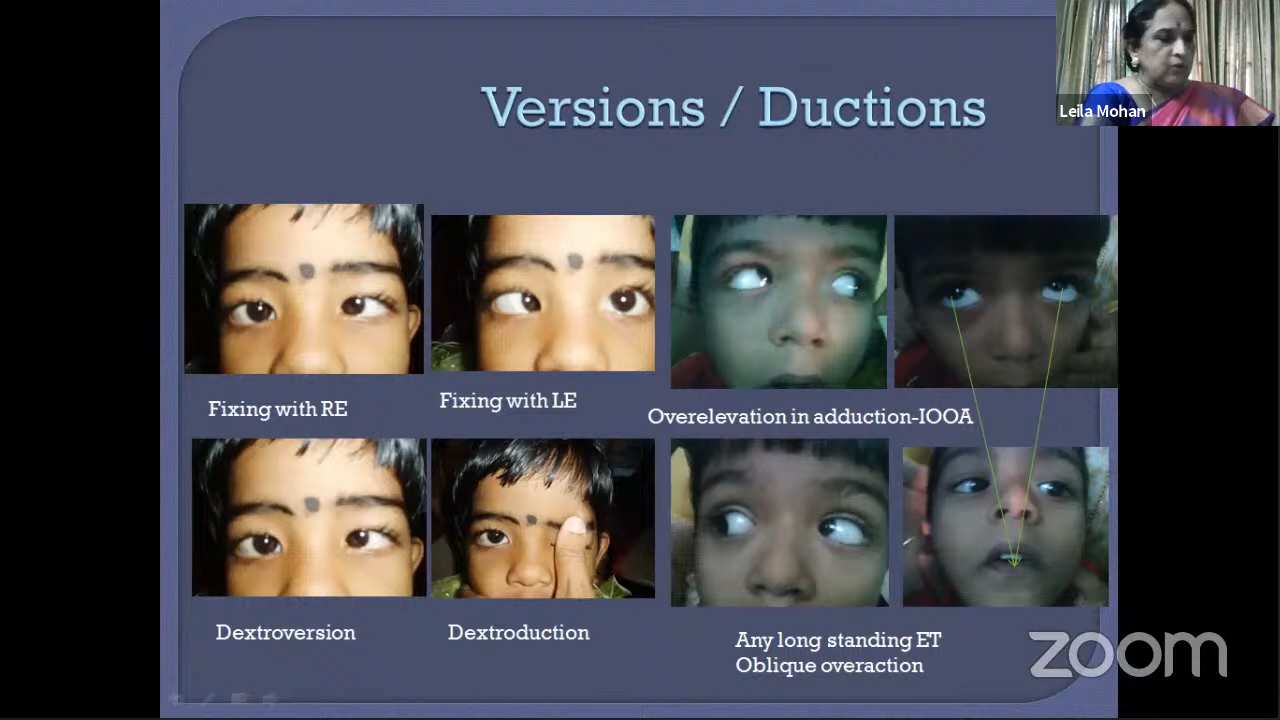 Versions / Ductions
Leila Mohan
Fixing with RE
Fixing with LE
Overelevation in adduction-IOOA
Dextroversion
Dextroduction
Any long standing ET
Oblique overaction
zoom